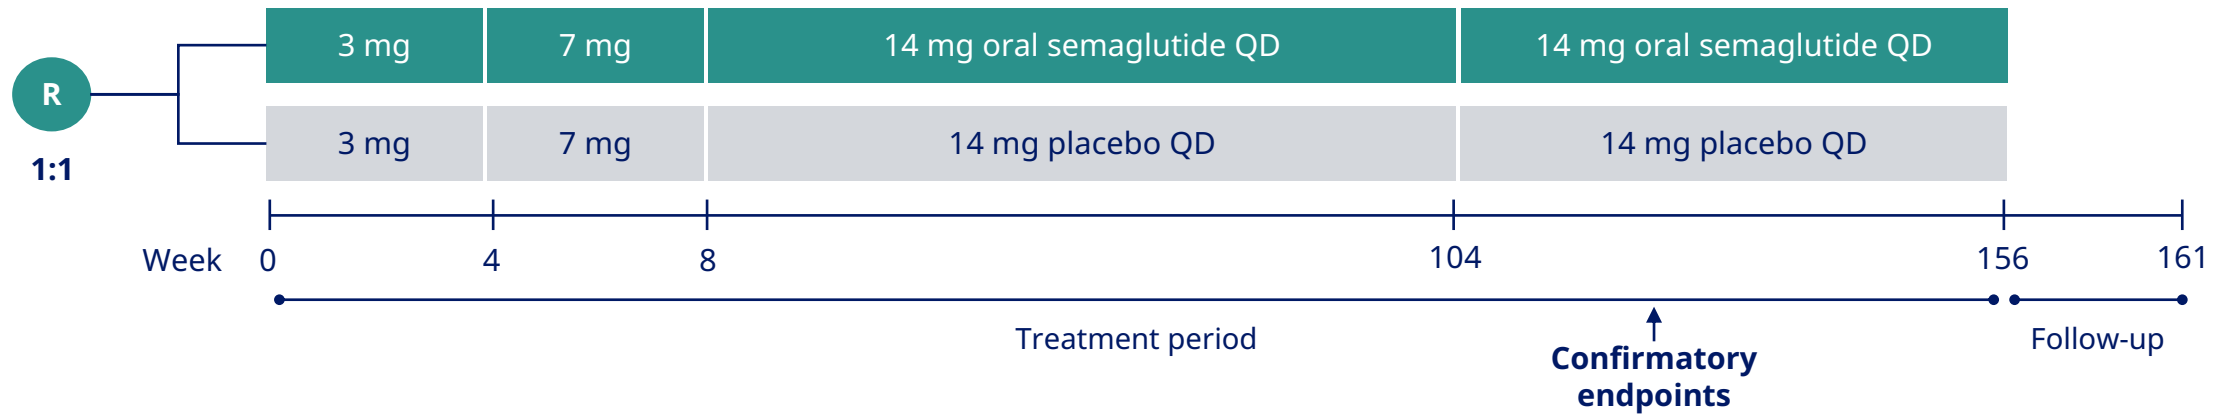 R
1:1
3 mg
7 mg
14 mg oral semaglutide QD
14 mg oral semaglutide QD
3 mg
7 mg
14 mg placebo QD
14 mg placebo QD
Week
0
4
8
104
156
161
Treatment period
Confirmatory
endpoints
Follow-up